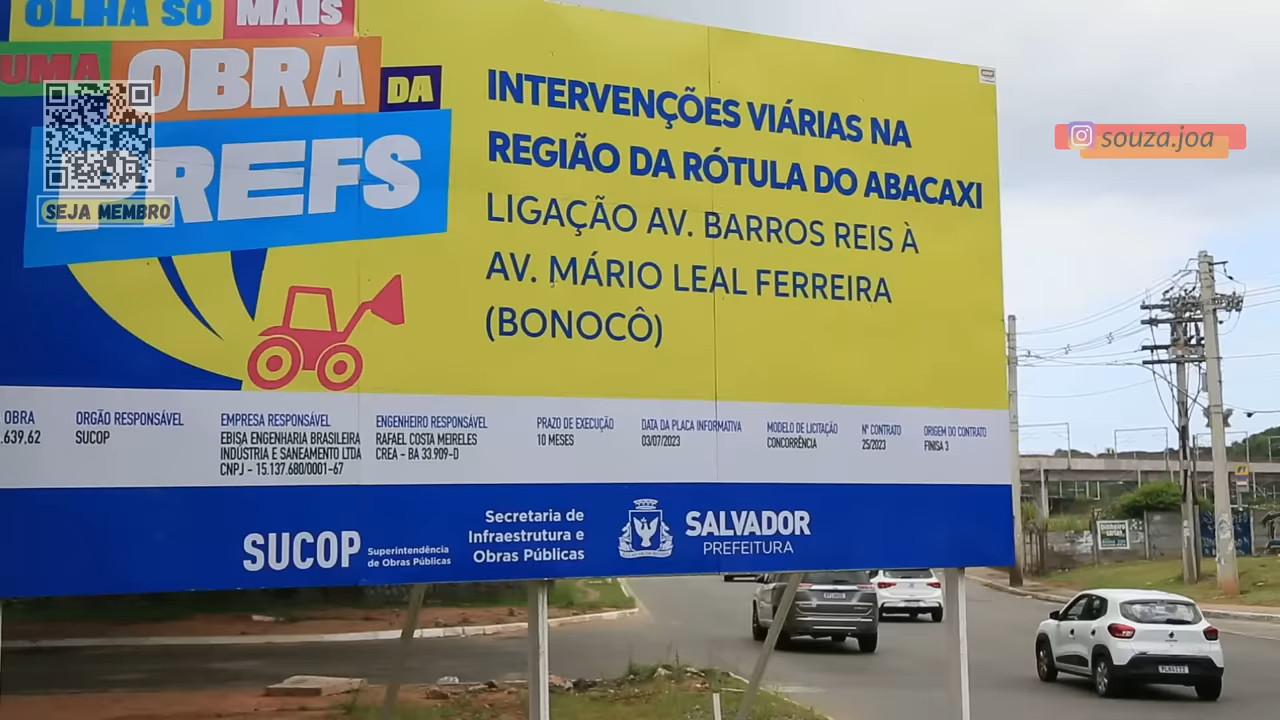 OLHA SÓ MAIS
UMA OBRA DA
PREFS
SEJA MEMBRO
INTERVENÇÕES VIÁRIAS NA
REGIÃO DA RÓTULA DO ABACAXI
LIGAÇÃO AV. BARROS REIS À
AV. MÁRIO LEAL FERREIRA
(BONOCÔ)
souza.joa
OBRA
.639,62
ORGÃO RESPONSÁVEL
SUCOP
EMPRESA RESPONSÁVEL
EBISA ENGENHARIA BRASILEIRA
INDÚSTRIA E SANEAMENTO LTDA
CNPJ - 15.137.680/0001-67
ENGENHEIRO RESPONSÁVEL
RAFAEL COSTA MEIRELES
CREA - BA 33.909-D
PRAZO DE EXECUÇÃO
10 MESES
DATA DA PLACA INFORMATIVA
03/07/2023
MODELO DE LICITAÇÃO
CONCORRÊNCIA
Nº CONTRATO
25/2023
ORIGEM DO CONTRATO
FINISA 3
SUCOP
Superintendência
de Obras Públicas
Secretaria de
Infraestrutura e
Obras Públicas
SALVADOR
PREFEITURA